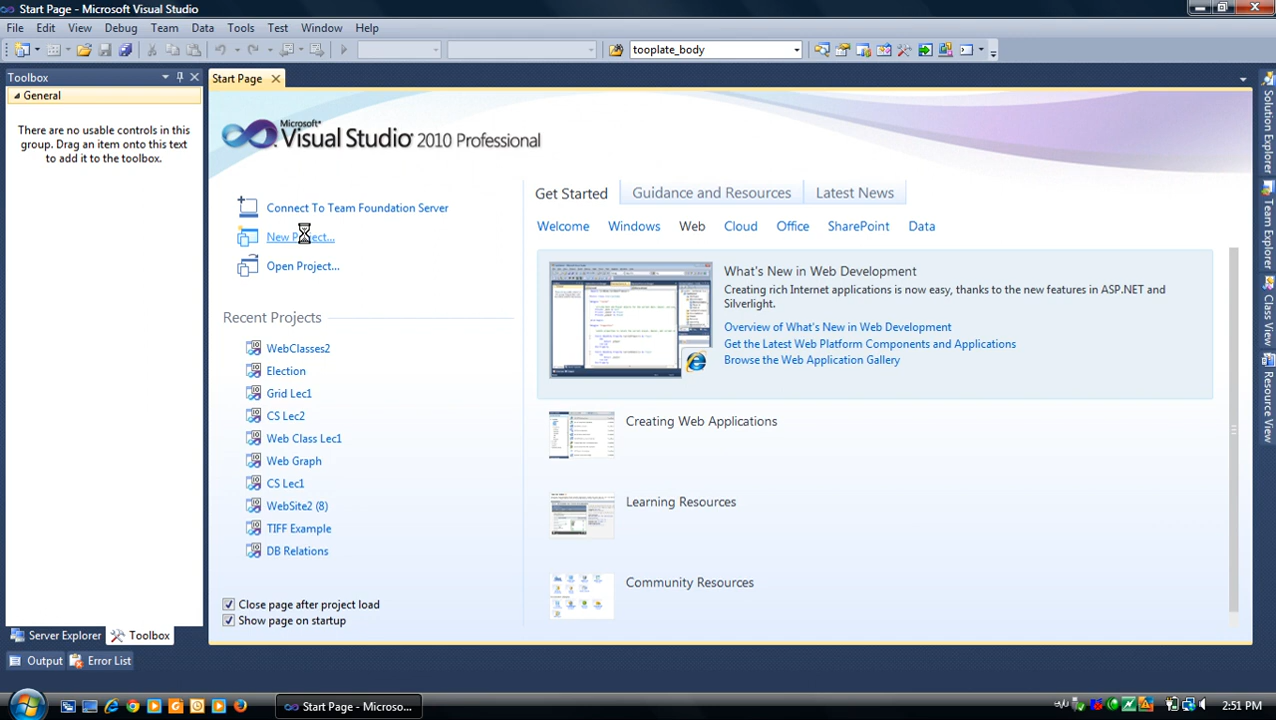 Start Page - Microsoft Visual Studio
File Edit View Debug Team Data Tools Test Window Help
tooplate_body
Toolbox
General
There are no usable controls in this
group. Drag an item onto this text
to add it to the toolbox.
Server Explorer Toolbox
Start Page
Microsoft®
Visual Studio® 2010 Professional
Connect To Team Foundation Server
New Project...
Open Project...
Recent Projects
WebClasses2
Election
Grid Lec1
CS Lec2
Web Class Lec1
Web Graph
CS Lec1
WebSite2 (8)
TIFF Example
DB Relations
Close page after project load
Show page on startup
Get Started Guidance and Resources Latest News
Welcome Windows Web Cloud Office SharePoint Data
What's New in Web Development
Creating rich Internet applications is now easy, thanks to the new features in ASP.NET and
Silverlight.
Overview of What's New in Web Development
Get the Latest Web Platform Components and Applications
Browse the Web Application Gallery
Creating Web Applications
Learning Resources
Community Resources
Solution Explorer
Team Explorer
Class View
Resource View
Output Error List
Start Page - Microso...
2:51 PM